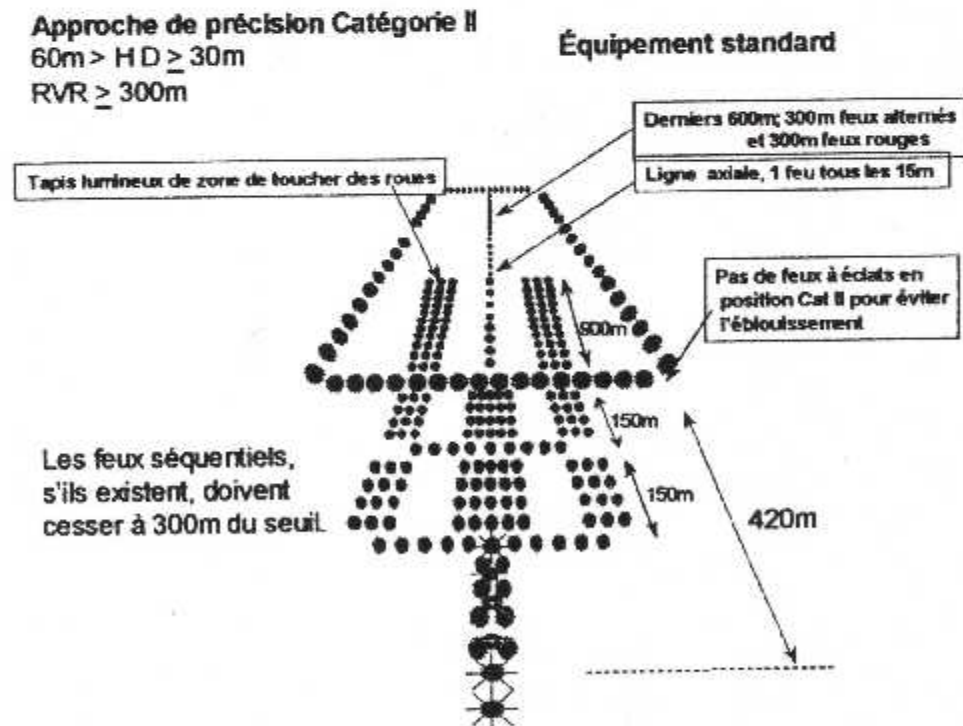 Approche de précision Catégorie II
60m > H D ≥ 30m
RVR ≥ 300m
Équipement standard
Derniers 600m; 300m feux alternés
et 300m feux rouges
Tapis lumineux de zone de toucher des roues
Ligne axiale, 1 feu tous les 15m
Pas de feux à éclats en
position Cat II pour éviter
l'éblouissement
900m
150m
Les feux séquentiels,
s'ils existent, doivent
cesser à 300m du seuil.
150m
420m